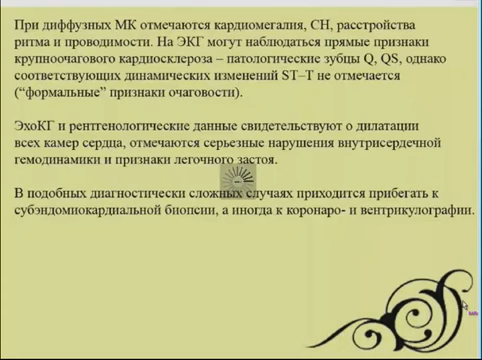 При диффузных МК отмечаются кардиомегалия, СН, расстройства
ритма и проводимости. На ЭКГ могут наблюдаться прямые признаки
крупноочагового кардиосклероза – патологические зубцы Q, QS, однако
соответствующих динамических изменений ST–T не отмечается
(“формальные” признаки очаговости).
ЭхоКГ и рентгенологические данные свидетельствуют о дилатации
всех камер сердца, отмечаются серьезные нарушения внутрисердечной
гемодинамики и признаки легочного застоя.
В подобных диагностически сложных случаях приходится прибегать к
субэндомиокардиальной биопсии, а иногда к коронаро- и вентрикулографии.